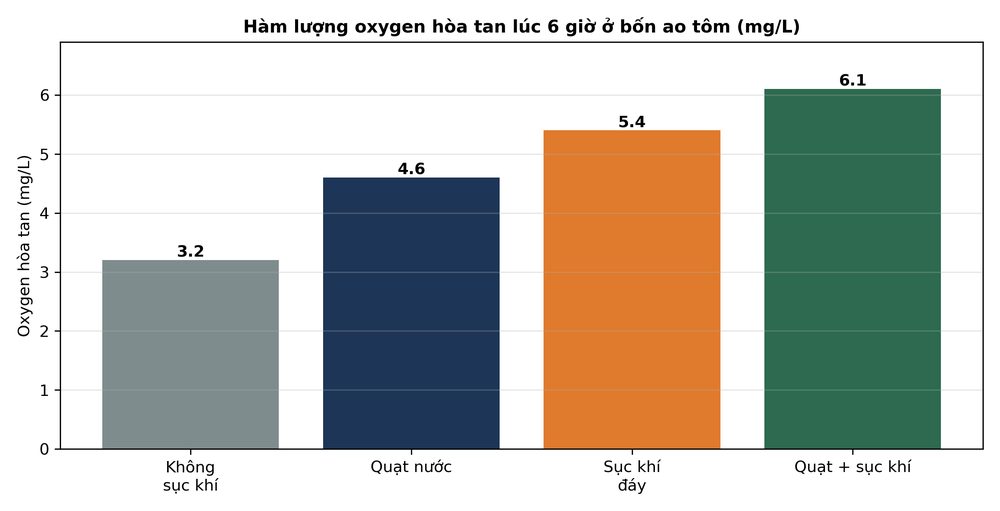 Hàm lượng oxygen hòa tan lúc 6 giờ ở bốn ao tôm (mg/L)
Oxygen hòa tan (mg/L)
6
5
4
3
2
1
0
3.2
4.6
5.4
6.1
Không
sục khí
Quạt nước
Sục khí
đáy
Quạt + sục khí